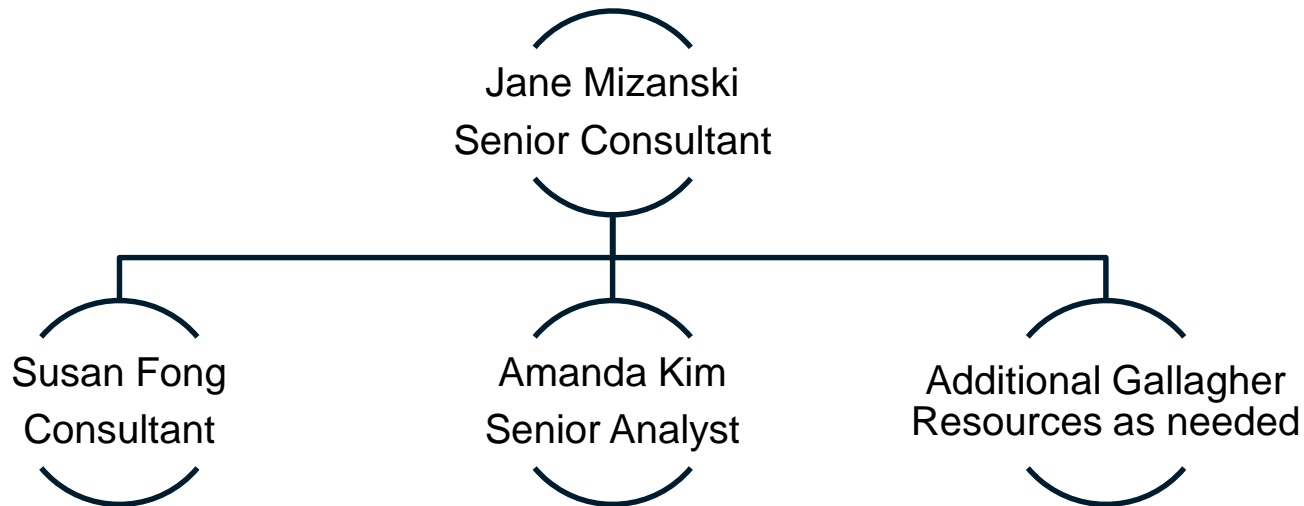 Jane Mizanski
Senior Consultant
Susan Fong
Consultant
Amanda Kim
Senior Analyst
Additional Gallagher
Resources as needed